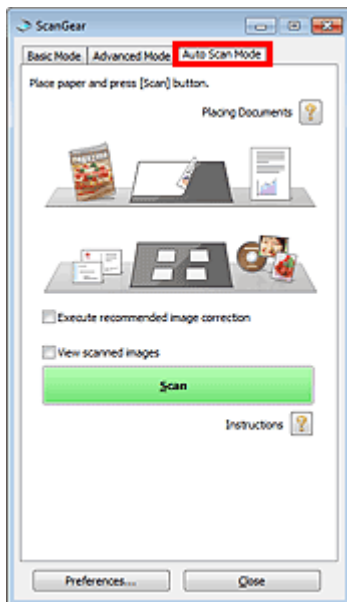 ScanGear
Basic Mode Advanced Mode Auto Scan Mode
Place paper and press [Scan] button.
Placing Documents
Execute recommended image correction
View scanned images
Scan
Instructions
Preferences... Close